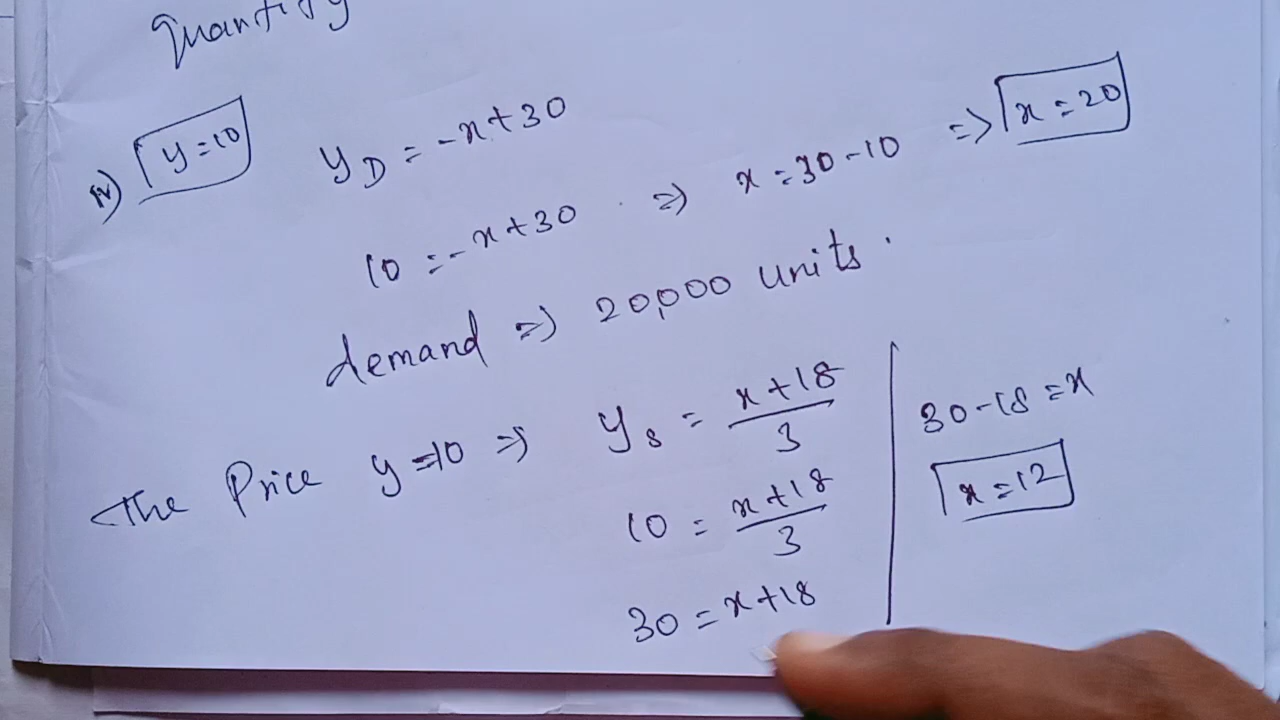 Quantity
iv) y=10 y_D = -x+30
10 = -x+30 => x = 30-10 => x = 20
demand => 20,000 units.
The Price y=10 => y_s = (x+18)/3
10 = (x+18)/3
30 = x+18
30-18 = x
x = 12